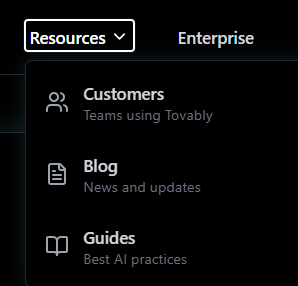 Resources Enterprise
Customers
Teams using Tovably
Blog
News and updates
Guides
Best AI practices